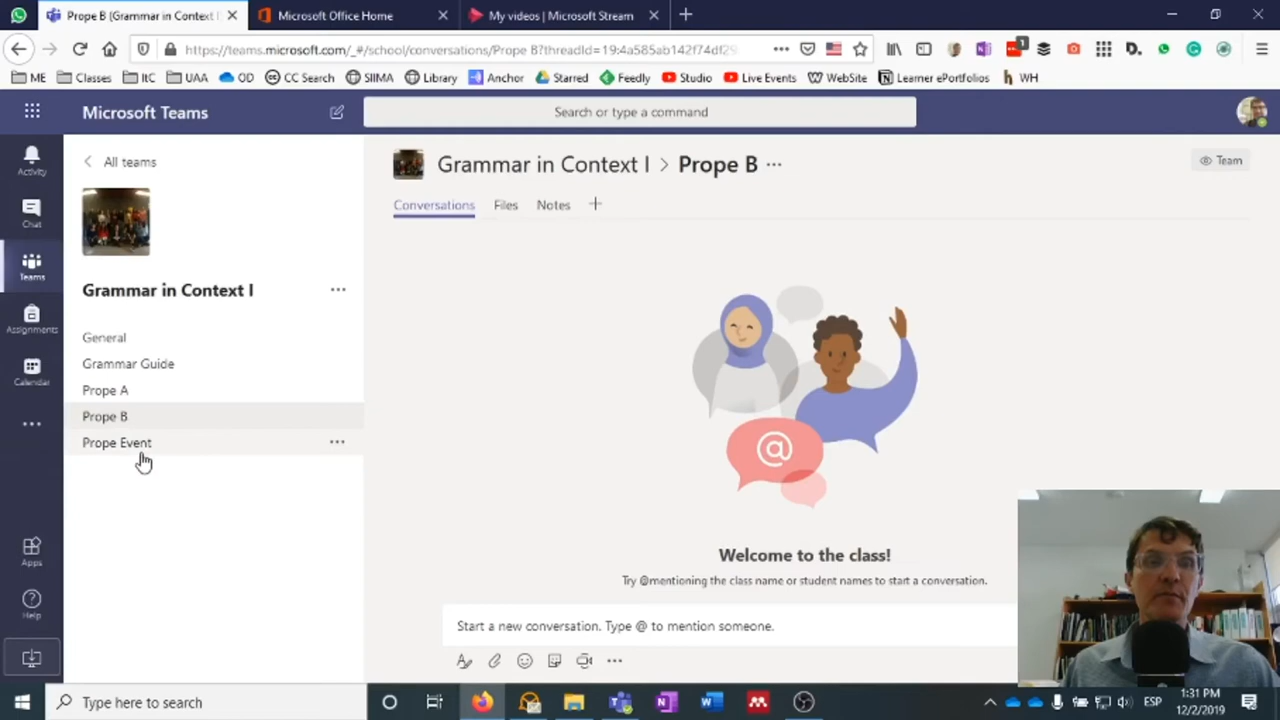 Prope B (Grammar in Context I
Microsoft Office Home
My videos | Microsoft Stream
https://teams.microsoft.com/_#/school/conversations/Prope B?threadId=19:4a585ab142f74df29
ME
Classes
ItC
UAA
OD
CC Search
SIIMA
Library
Anchor
Starred
Feedly
Studio
Live Events
WebSite
Learner ePortfolios
WH
Microsoft Teams
Search or type a command
Activity
Chat
Teams
Assignments
Calendar
Apps
Help
All teams
Grammar in Context I
General
Grammar Guide
Prope A
Prope B
Prope Event
Grammar in Context I > Prope B
Team
Conversations
Files
Notes
Welcome to the class!
Try @mentioning the class name or student names to start a conversation.
Start a new conversation. Type @ to mention someone.
Type here to search
ESP
1:31 PM
12/2/2019